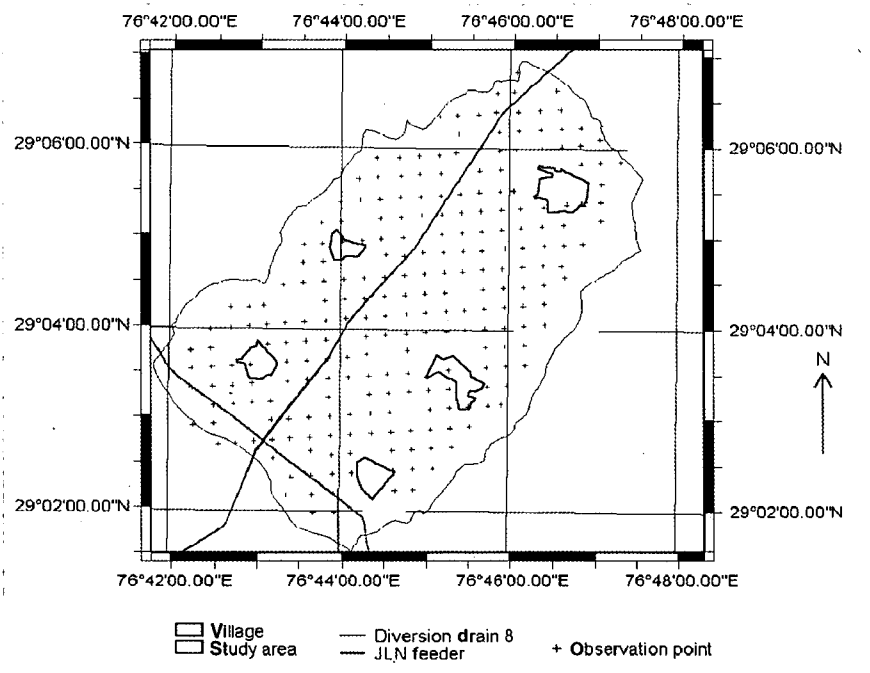 76°42'00.00"E 76°44'00.00"E 76°46'00.00"E 76°48'00.00"E
29°06'00.00"N 29°06'00.00"N
29°04'00.00"N 29°04'00.00"N
N
29°02'00.00"N 29°02'00.00"N
76°42'00.00"E 76°44'00.00"E 76°46'00.00"E 76°48'00.00"E
Village Diversion drain 8
Study area JLN feeder + Observation point